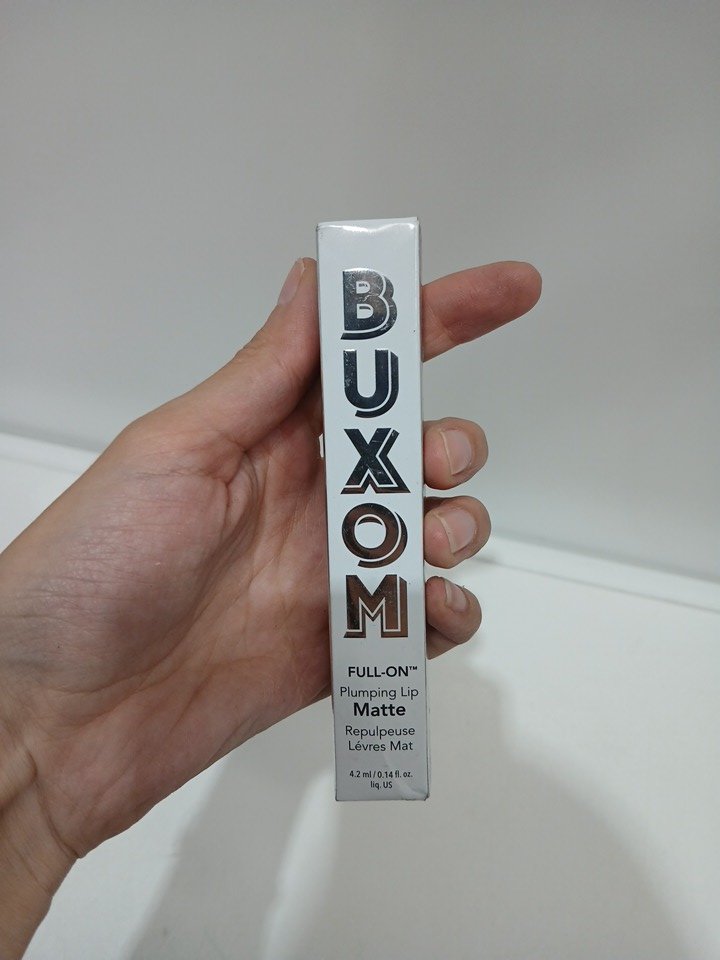 BUXOM
FULL-ON™
Plumping Lip
Matte
Repulpeuse
Lévres Mat
4.2 ml / 0.14 fl. oz.
liq. US